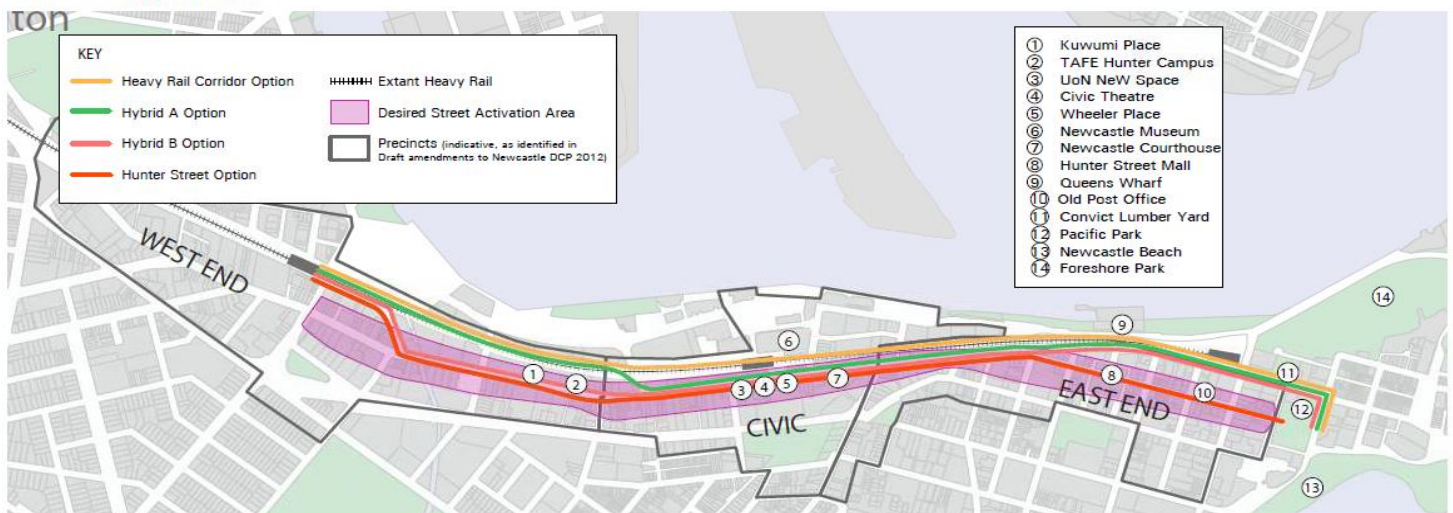 ton
KEY
Heavy Rail Corridor Option
Hybrid A Option
Hybrid B Option
Hunter Street Option
Extant Heavy Rail
Desired Street Activation Area
Precincts (indicative, as identified in
Draft amendments to Newcastle DCP 2012)
1 Kuwumi Place
2 TAFE Hunter Campus
3 UoN NeW Space
4 Civic Theatre
5 Wheeler Place
6 Newcastle Museum
7 Newcastle Courthouse
8 Hunter Street Mall
9 Queens Wharf
10 Old Post Office
11 Convict Lumber Yard
12 Pacific Park
13 Newcastle Beach
14 Foreshore Park
WEST END
CIVIC
EAST END
1
2
3
4
5
6
7
8
9
10
11
12
13
14